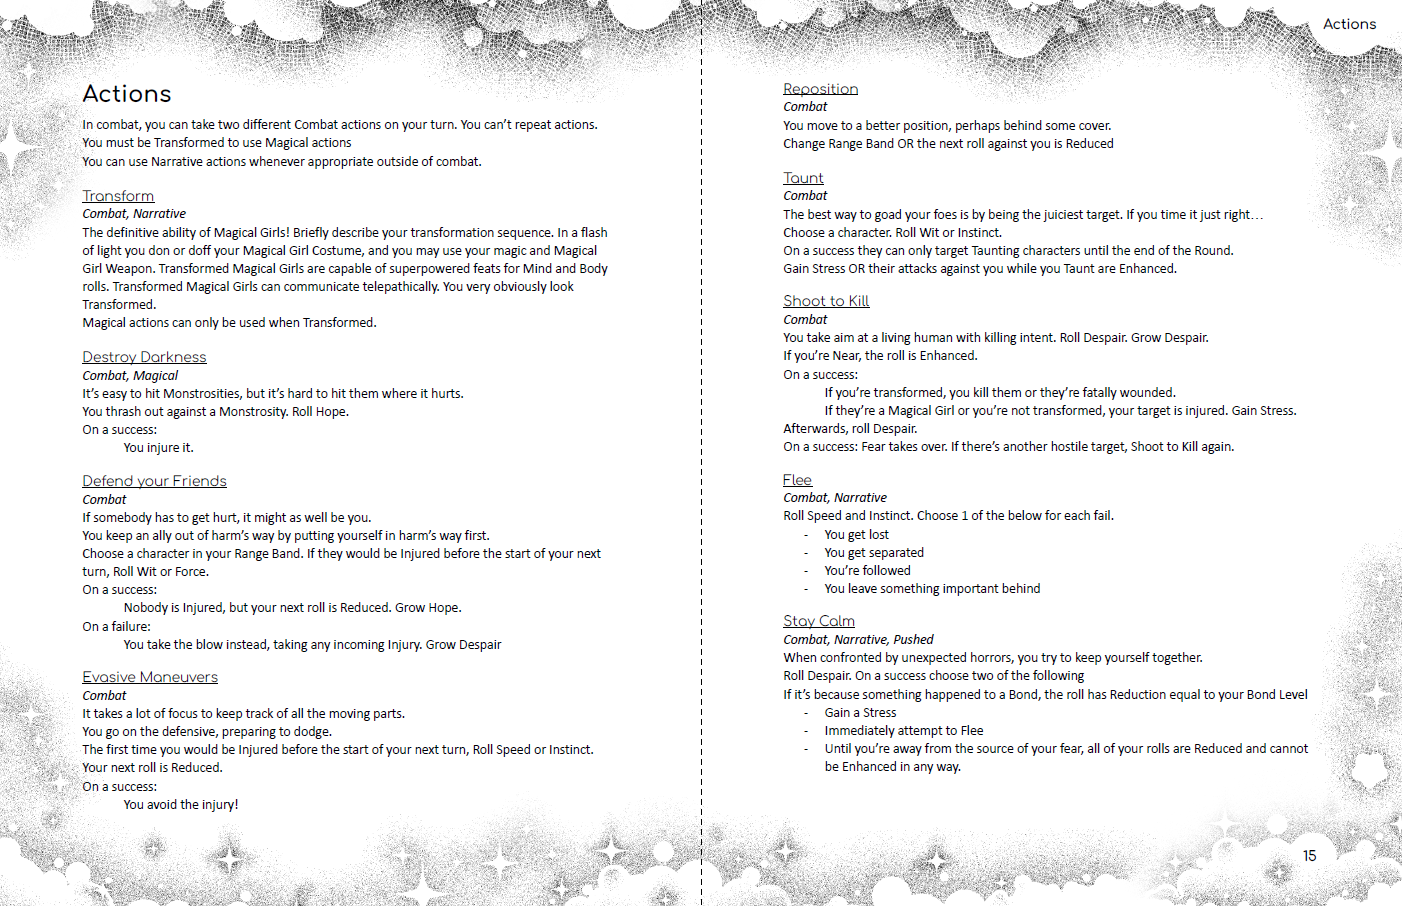 Actions
Actions
In combat, you can take two different Combat actions on your turn. You can't repeat actions.
You must be Transformed to use Magical actions
You can use Narrative actions whenever appropriate outside of combat.
Transform
Combat, Narrative
The definitive ability of Magical Girls! Briefly describe your transformation sequence. In a flash
of light you don or doff your Magical Girl Costume, and you may use your magic and Magical
Girl Weapon. Transformed Magical Girls are capable of superpowered feats for Mind and Body
rolls. Transformed Magical Girls can communicate telepathically. You very obviously look
Transformed.
Magical actions can only be used when Transformed.
Destroy Darkness
Combat, Magical
It's easy to hit Monstrosities, but it's hard to hit them where it hurts.
You thrash out against a Monstrosity. Roll Hope.
On a success:
You injure it.
Defend your Friends
Combat
If somebody has to get hurt, it might as well be you.
You keep an ally out of harm's way by putting yourself in harm's way first.
Choose a character in your Range Band. If they would be Injured before the start of your next
turn, Roll Wit or Force.
On a success:
Nobody is Injured, but your next roll is Reduced. Grow Hope.
On a failure:
You take the blow instead, taking any incoming Injury. Grow Despair
Evasive Maneuvers
Combat
It takes a lot of focus to keep track of all the moving parts.
You go on the defensive, preparing to dodge.
The first time you would be Injured before the start of your next turn, Roll Speed or Instinct.
Your next roll is Reduced.
On a success:
You avoid the injury!
Reposition
Combat
You move to a better position, perhaps behind some cover.
Change Range Band OR the next roll against you is Reduced
Taunt
Combat
The best way to goad your foes is by being the juiciest target. If you time it just right…
Choose a character. Roll Wit or Instinct.
On a success they can only target Taunting characters until the end of the Round.
Gain Stress OR their attacks against you while you Taunt are Enhanced.
Shoot to Kill
Combat
You take aim at a living human with killing intent. Roll Despair. Grow Despair.
If you're Near, the roll is Enhanced.
On a success:
If you're transformed, you kill them or they're fatally wounded.
If they're a Magical Girl or you're not transformed, your target is injured. Gain Stress.
Afterwards, roll Despair.
On a success: Fear takes over. If there's another hostile target, Shoot to Kill again.
Flee
Combat, Narrative
Roll Speed and Instinct. Choose 1 of the below for each fail.
- You get lost
- You get separated
- You're followed
- You leave something important behind
Stay Calm
Combat, Narrative, Pushed
When confronted by unexpected horrors, you try to keep yourself together.
Roll Despair. On a success choose two of the following
If it's because something happened to a Bond, the roll has Reduction equal to your Bond Level
- Gain a Stress
- Immediately attempt to Flee
- Until you're away from the source of your fear, all of your rolls are Reduced and cannot
be Enhanced in any way.
15